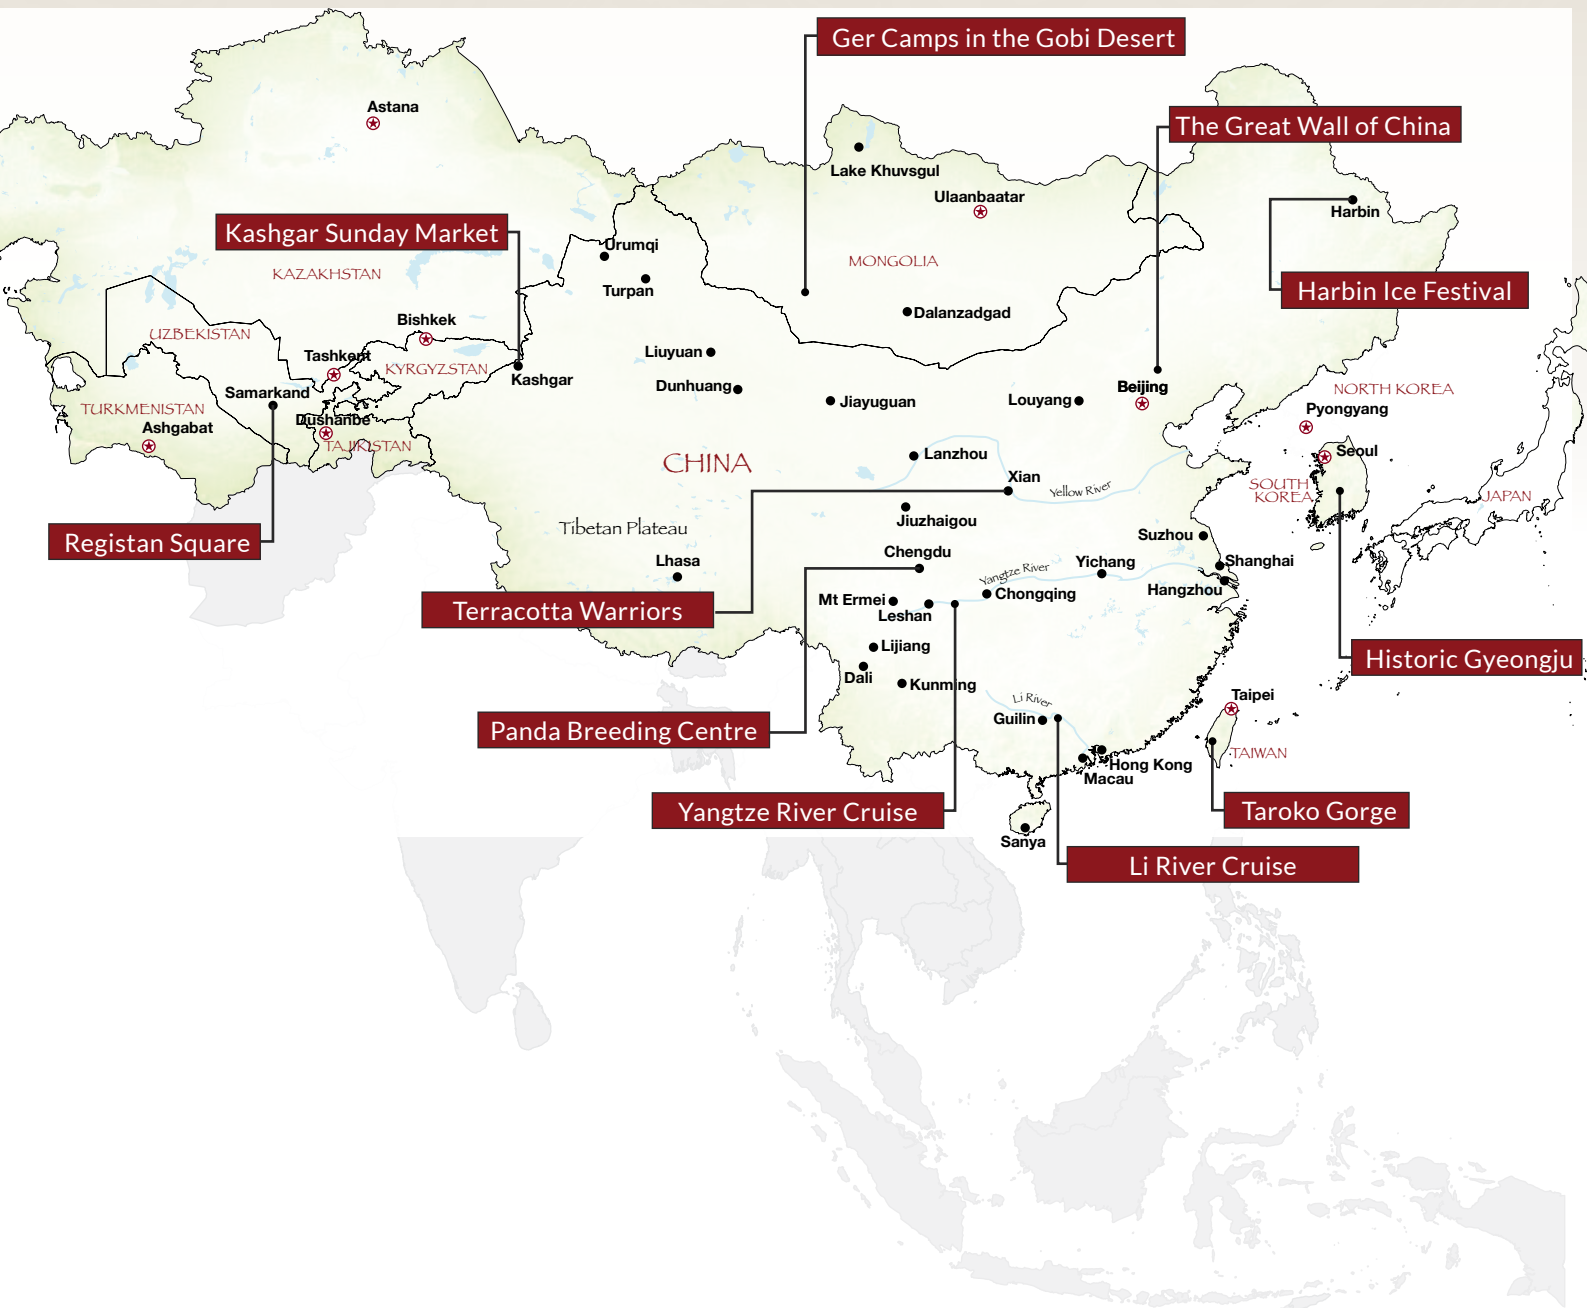 Ger Camps in the Gobi Desert
Astana
The Great Wall of China
Lake Khuvsgul
Ulaanbaatar
Harbin
Kashgar Sunday Market
Urumqi
MONGOLIA
KAZAKHSTAN
Turpan
Harbin Ice Festival
Dalanzadgad
Bishkek
UZBEKISTAN
Tashkent
Liuyuan
KYRGYZSTAN
Kashgar
Dunhuang
Beijing
NORTH KOREA
Samarkand
Jiayuguan
Louyang
TURKMENISTAN
Pyongyang
Dushanbe
Ashgabat
TAJIKISTAN
Seoul
Lanzhou
CHINA
Xian
Yellow River
SOUTH
KOREA
JAPAN
Jiuzhaigou
Tibetan Plateau
Suzhou
Registan Square
Chengdu
Lhasa
Yichang
Shanghai
Yangtze River
Hangzhou
Chongqing
Mt Ermei
Leshan
Terracotta Warriors
Lijiang
Historic Gyeongju
Dali
Kunming
Taipei
Li River
Guilin
Panda Breeding Centre
TAIWAN
Hong Kong
Macau
Yangtze River Cruise
Taroko Gorge
Sanya
Li River Cruise